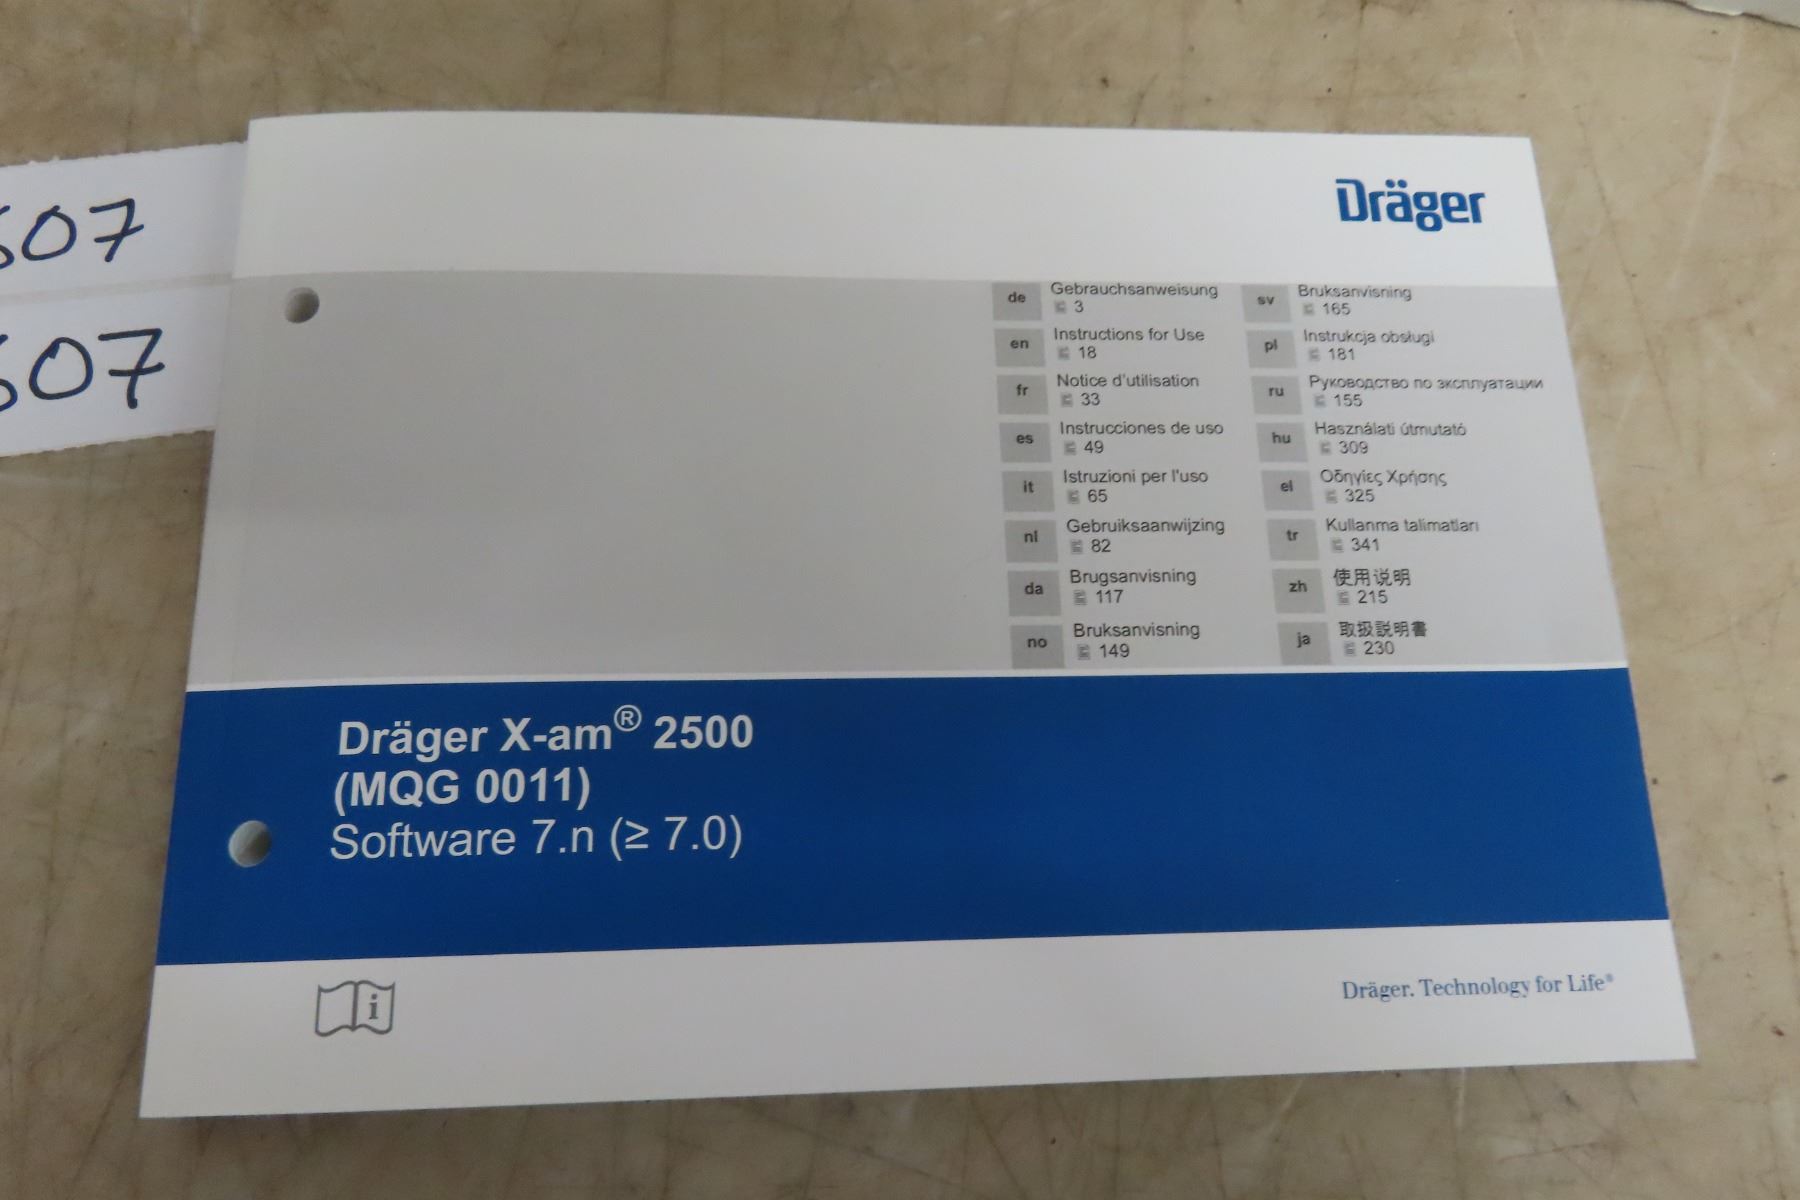 507
507
Dräger
de Gebrauchsanweisung
3
en Instructions for Use
18
fr Notice d'utilisation
33
es Instrucciones de uso
49
it Istruzioni per l'uso
65
nl Gebruiksaanwijzing
82
da Brugsanvisning
117
no Bruksanvisning
149
sv Bruksanvisning
165
pl Instrukcja obsługi
181
ru Руководство по эксплуатации
155
hu Használati útmutató
309
el Οδηγίες Χρήσης
325
tr Kullanma talimatları
341
zh 使用说明
215
ja 取扱説明書
230
Dräger X-am® 2500
(MQG 0011)
Software 7.n (≥ 7.0)
i
Dräger. Technology for Life®